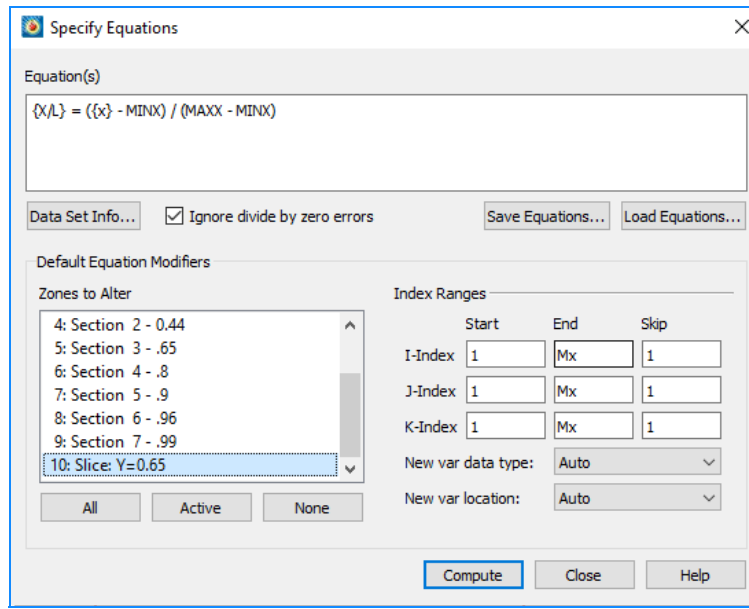 Specify Equations
Equation(s)
{X/L} = ({x} - MINX) / (MAXX - MINX)
Data Set Info... Ignore divide by zero errors Save Equations... Load Equations...
Default Equation Modifiers
Zones to Alter
4: Section 2 - 0.44
5: Section 3 - .65
6: Section 4 - .8
7: Section 5 - .9
8: Section 6 - .96
9: Section 7 - .99
10: Slice: Y=0.65
All Active None
Index Ranges
Start End Skip
I-Index 1 Mx 1
J-Index 1 Mx 1
K-Index 1 Mx 1
New var data type: Auto
New var location: Auto
Compute Close Help